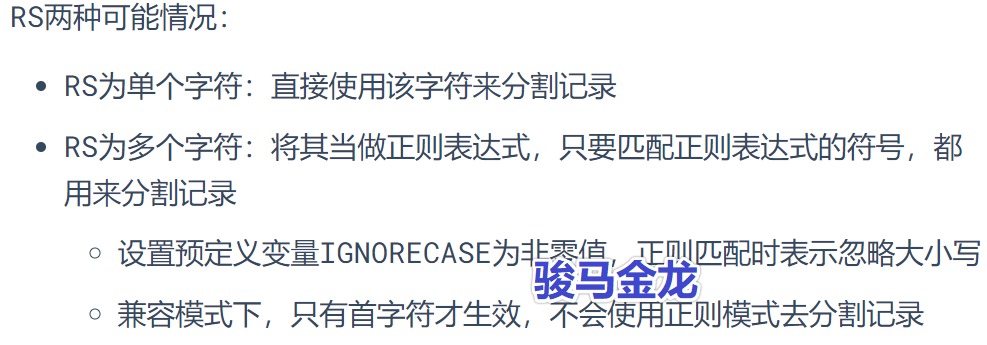 RS两种可能情况：
RS为单个字符：直接使用该字符来分割记录
RS为多个字符：将其当做正则表达式，只要匹配正则表达式的符号，都
用来分割记录
设置预定义变量IGNORECASE为非零值，正则匹配时表示忽略大小写
骏马金龙
兼容模式下，只有首字符才生效，不会使用正则模式去分割记录